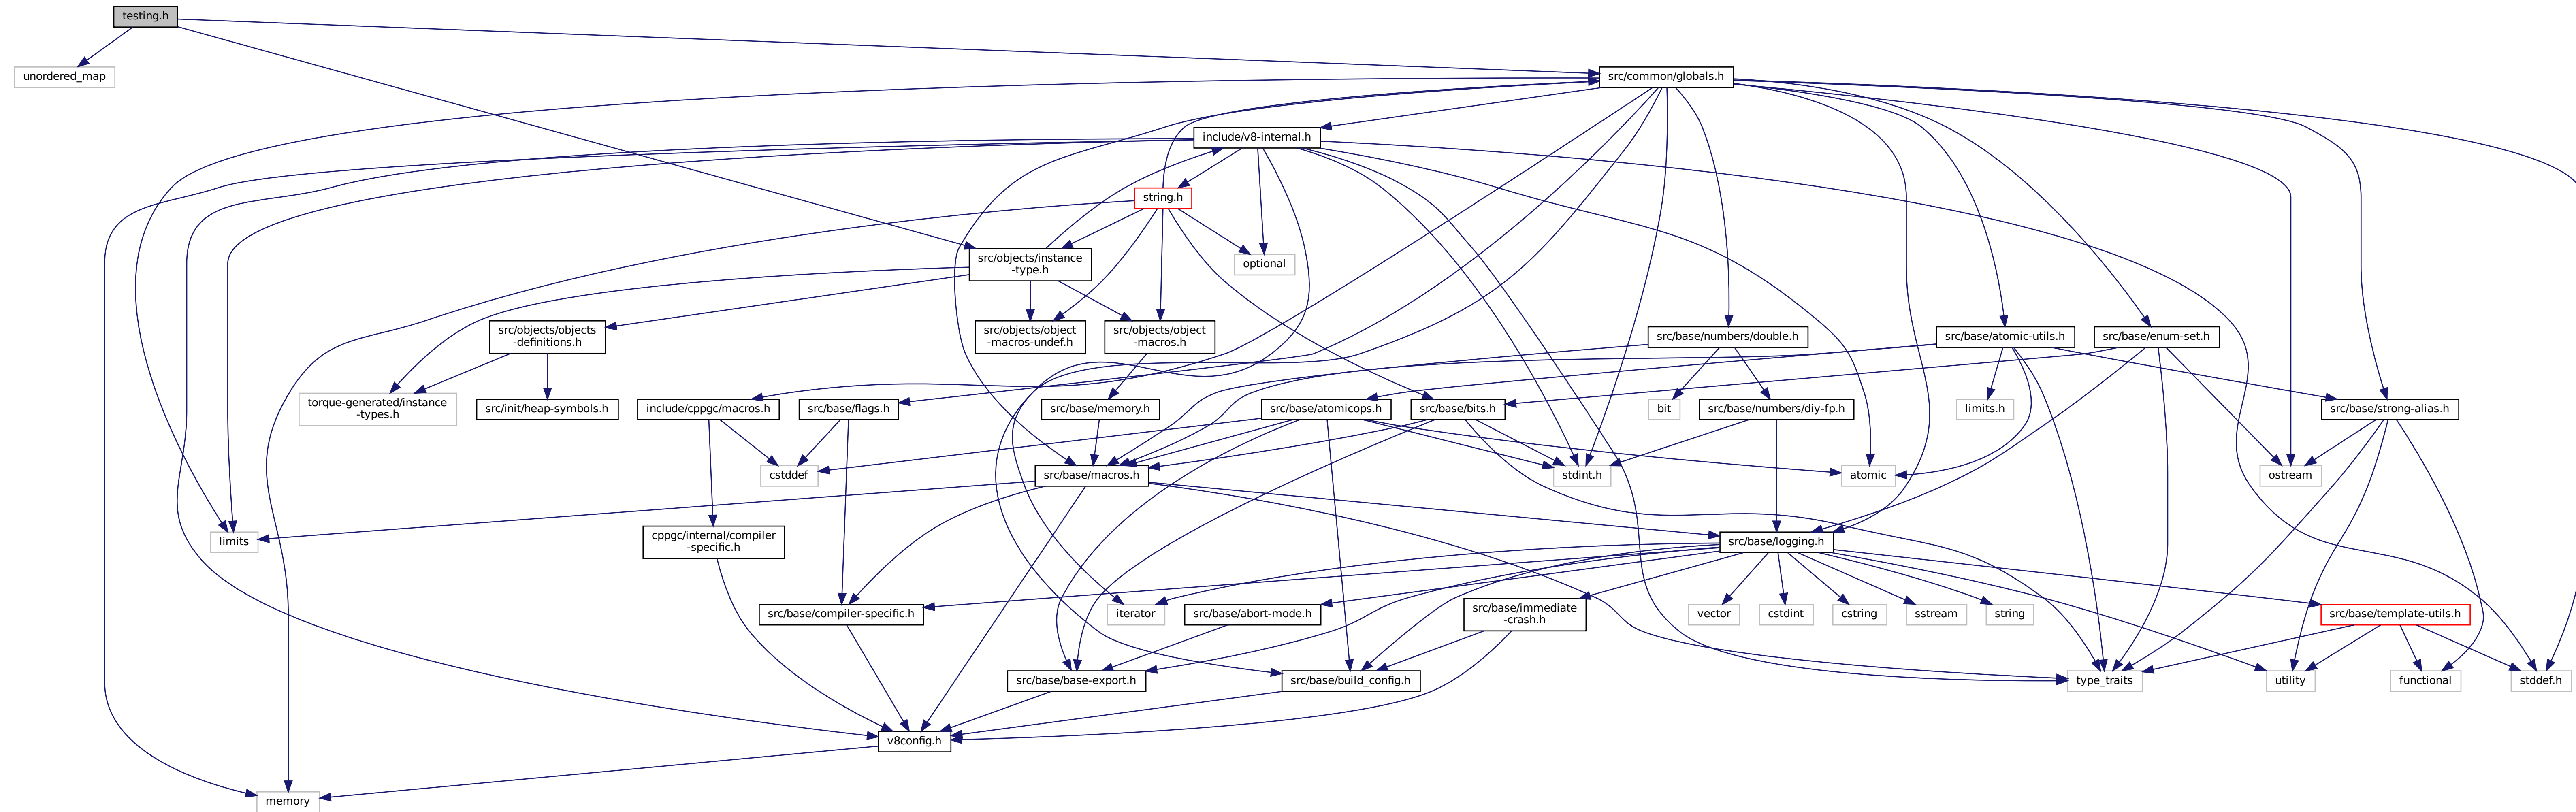 testing.h
unordered_map
src/common/globals.h
include/v8-internal.h
string.h
src/objects/instance
-type.h
optional
src/objects/objects
-definitions.h
src/objects/object
-macros-undef.h
src/objects/object
-macros.h
src/base/numbers/double.h
src/base/atomic-utils.h
src/base/enum-set.h
torque-generated/instance
-types.h
src/init/heap-symbols.h
include/cppgc/macros.h
src/base/flags.h
src/base/memory.h
src/base/atomicops.h
src/base/bits.h
bit
src/base/numbers/diy-fp.h
limits.h
src/base/strong-alias.h
cstddef
src/base/macros.h
stdint.h
atomic
ostream
limits
cppgc/internal/compiler
-specific.h
src/base/logging.h
src/base/compiler-specific.h
iterator
src/base/abort-mode.h
src/base/immediate
-crash.h
vector
cstdint
cstring
sstream
string
src/base/template-utils.h
src/base/base-export.h
src/base/build_config.h
type_traits
utility
functional
stddef.h
v8config.h
memory